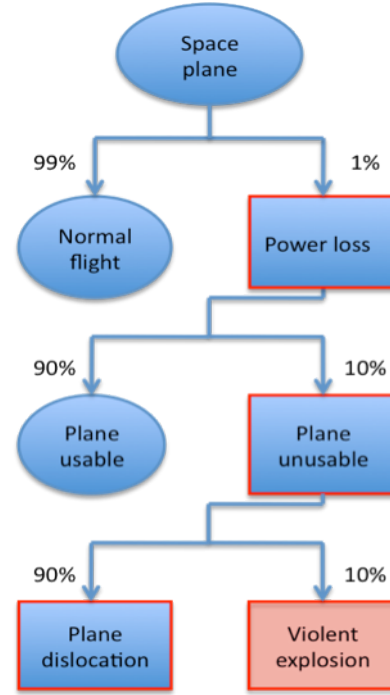 Space
plane
99%
1%
Normal
flight
Power loss
90%
10%
Plane
usable
Plane
unusable
90%
10%
Plane
dislocation
Violent
explosion